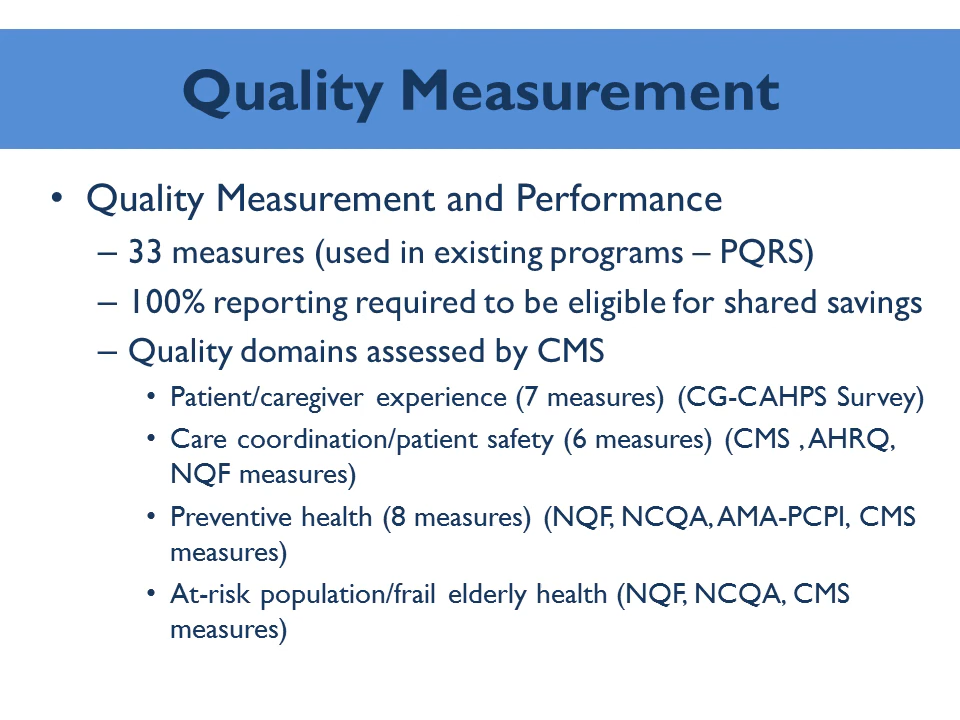 Quality Measurement
• Quality Measurement and Performance
– 33 measures (used in existing programs – PQRS)
– 100% reporting required to be eligible for shared savings
– Quality domains assessed by CMS
• Patient/caregiver experience (7 measures) (CG-CAHPS Survey)
• Care coordination/patient safety (6 measures) (CMS , AHRQ,
NQF measures)
• Preventive health (8 measures) (NQF, NCQA, AMA-PCPI, CMS
measures)
• At-risk population/frail elderly health (NQF, NCQA, CMS
measures)